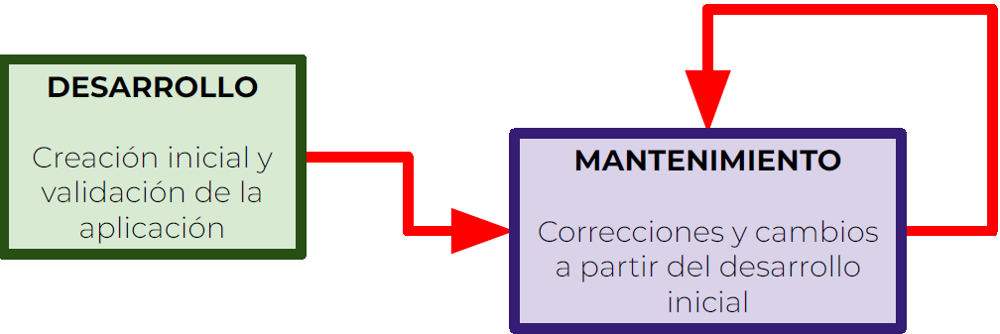 DESARROLLO
Creación inicial y
validación de la
aplicación
MANTENIMIENTO
Correcciones y cambios
a partir del desarrollo
inicial